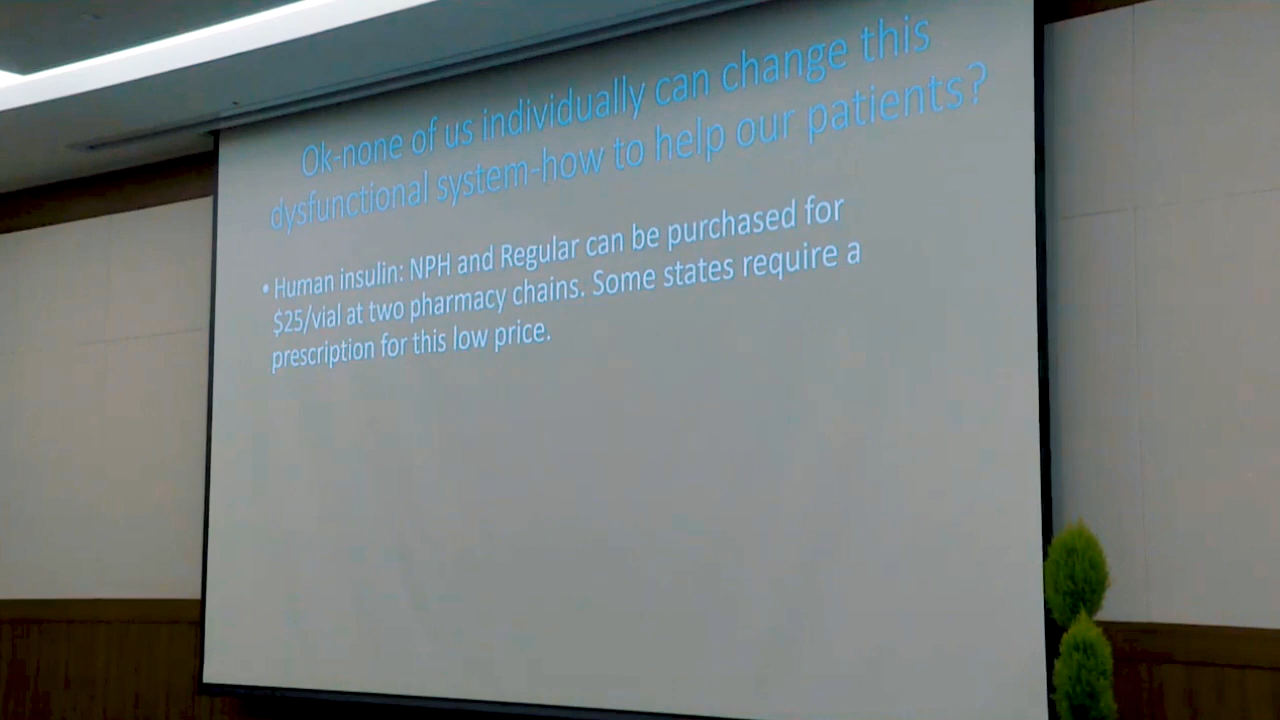 Ok-none of us individually can change this
dysfunctional system-how to help our patients?
• Human insulin: NPH and Regular can be purchased for
$25/vial at two pharmacy chains. Some states require a
prescription for this low price.